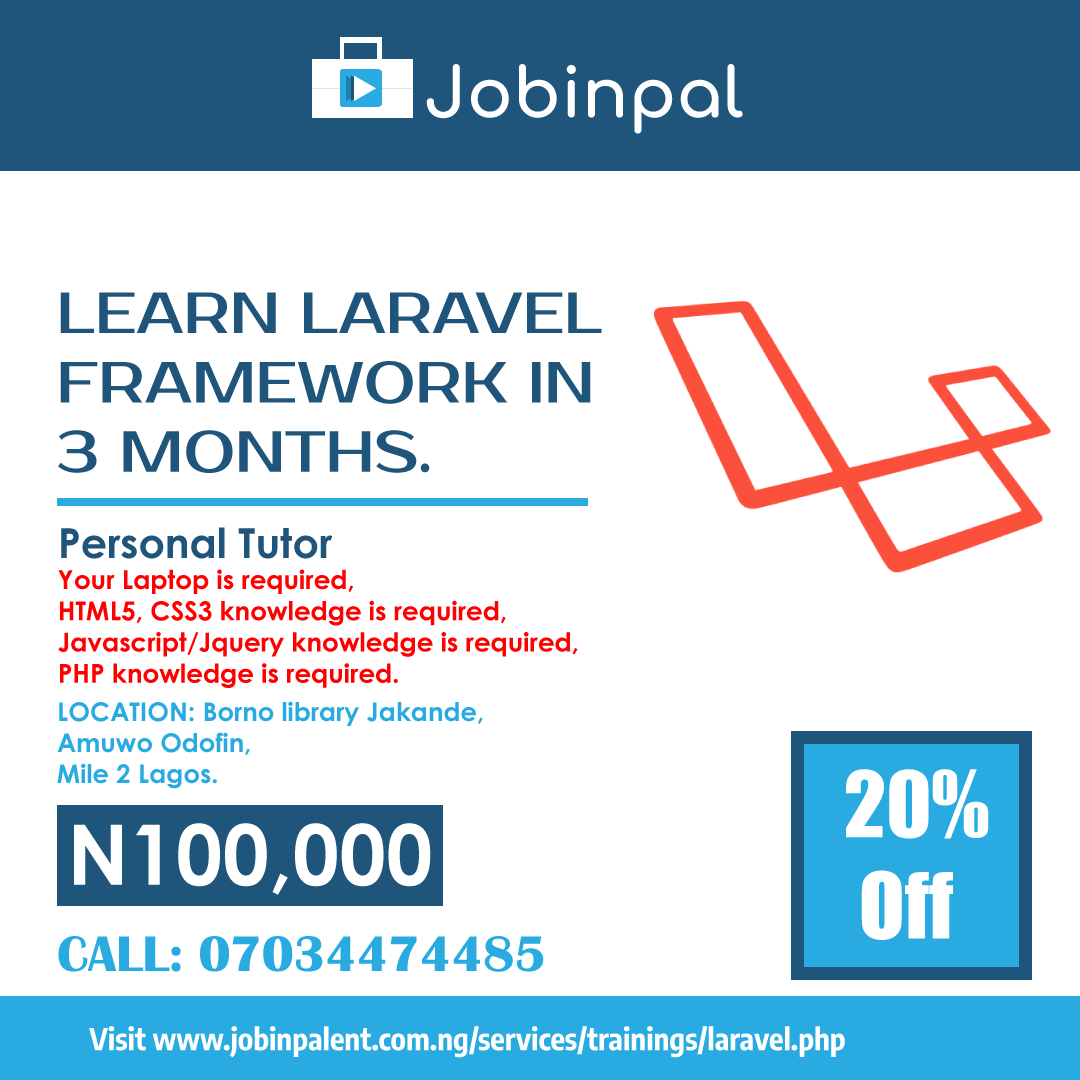 Jobinpal
LEARN LARAVEL
FRAMEWORK IN
3 MONTHS.
Personal Tutor
Your Laptop is required,
HTML5, CSS3 knowledge is required,
Javascript/Jquery knowledge is required,
PHP knowledge is required.
LOCATION: Borno library Jakande,
Amuwo Odofin,
Mile 2 Lagos.
N100,000
20%
Off
CALL: 07034474485
Visit www.jobinpalent.com.ng/services/trainings/laravel.php